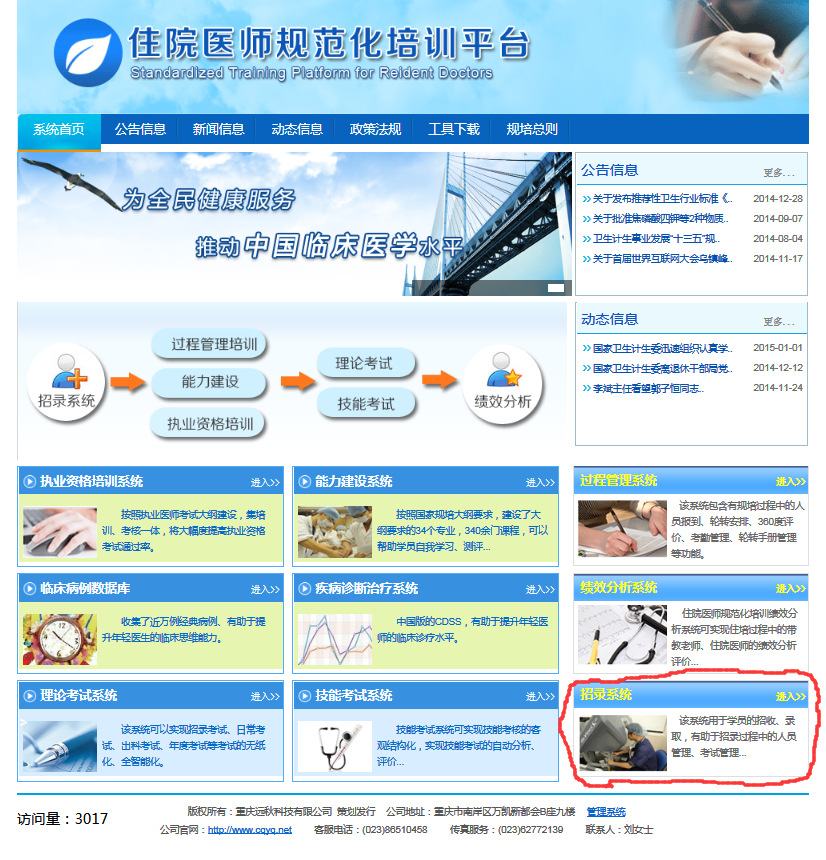 住院医师规范化培训平台
Standardized Training Platform for Reident Doctors
系统首页 公告信息 新闻信息 动态信息 政策法规 工具下载 规培总则
为全民健康服务
推动中国临床医学水平
公告信息 更多...
关于发布推荐性卫生行业标准《.. 2014-12-28
关于批准焦磷酸四钾等2种物质.. 2014-09-07
卫生计生事业发展“十三五”规.. 2014-08-04
关于首届世界互联网大会乌镇峰.. 2014-11-17
动态信息 更多...
国家卫生计生委迅速组织认真学.. 2015-01-01
国家卫生计生委离退休干部局党.. 2014-12-12
李斌主任看望郭子恒同志.. 2014-11-24
招录系统
过程管理培训
能力建设
执业资格培训
理论考试
技能考试
绩效分析
执业资格培训系统 进入>>
按照执业医师考试大纲建设，集培
训、考核一体，将大幅度提高执业资格
考试通过率。
能力建设系统 进入>>
按照国家规培大纲要求，建设了大
纲要求的34个专业，340余门课程，可以
帮助学员自我学习、测评...
过程管理系统 进入>>
该系统包含有规培过程中的人
员报到、轮转安排、360度评
价、考勤管理、轮转手册管理
等功能。
临床病例数据库 进入>>
收集了近万例经典病例、有助于提
升年轻医生的临床思维能力。
疾病诊断治疗系统 进入>>
中国版的CDSS，有助于提升年轻医
师的临床诊疗水平。
绩效分析系统 进入>>
住院医师规范化培训绩效分
析系统可实现住培过程中的带
教老师、住院医师的绩效分析
评价...
理论考试系统 进入>>
该系统可以实现招录考试、日常考
试、出科考试、年度考试等考试的无纸
化、全智能化。
技能考试系统 进入>>
技能考试系统可实现技能考核的客
观结构化，实现技能考试的自动分析、
评价...
招录系统 进入>>
该系统用于学员的招收、录
取，有助于招录过程中的人员
管理、考试管理...
访问量：3017
版权所有：重庆远秋科技有限公司 策划发行 公司地址：重庆市南岸区万凯新都会B座九楼 管理系统
公司官网：http://www.cqyq.net 客服电话：(023)86510458 传真服务：(023)62772139 联系人：刘女士